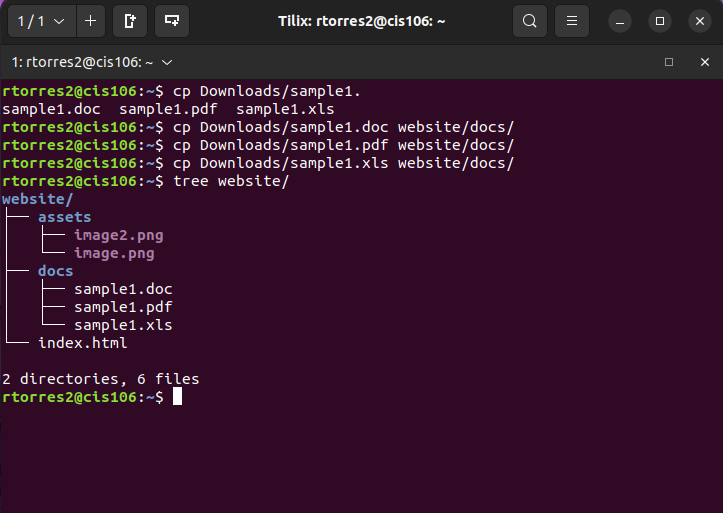 1 / 1
Tilix: rtorres2@cis106: ~
1: rtorres2@cis106: ~
rtorres2@cis106:~$ cp Downloads/sample1.
sample1.doc  sample1.pdf  sample1.xls
rtorres2@cis106:~$ cp Downloads/sample1.doc website/docs/
rtorres2@cis106:~$ cp Downloads/sample1.pdf website/docs/
rtorres2@cis106:~$ cp Downloads/sample1.xls website/docs/
rtorres2@cis106:~$ tree website/
website/
├── assets
│   ├── image2.png
│   └── image.png
├── docs
│   ├── sample1.doc
│   ├── sample1.pdf
│   └── sample1.xls
└── index.html
2 directories, 6 files
rtorres2@cis106:~$